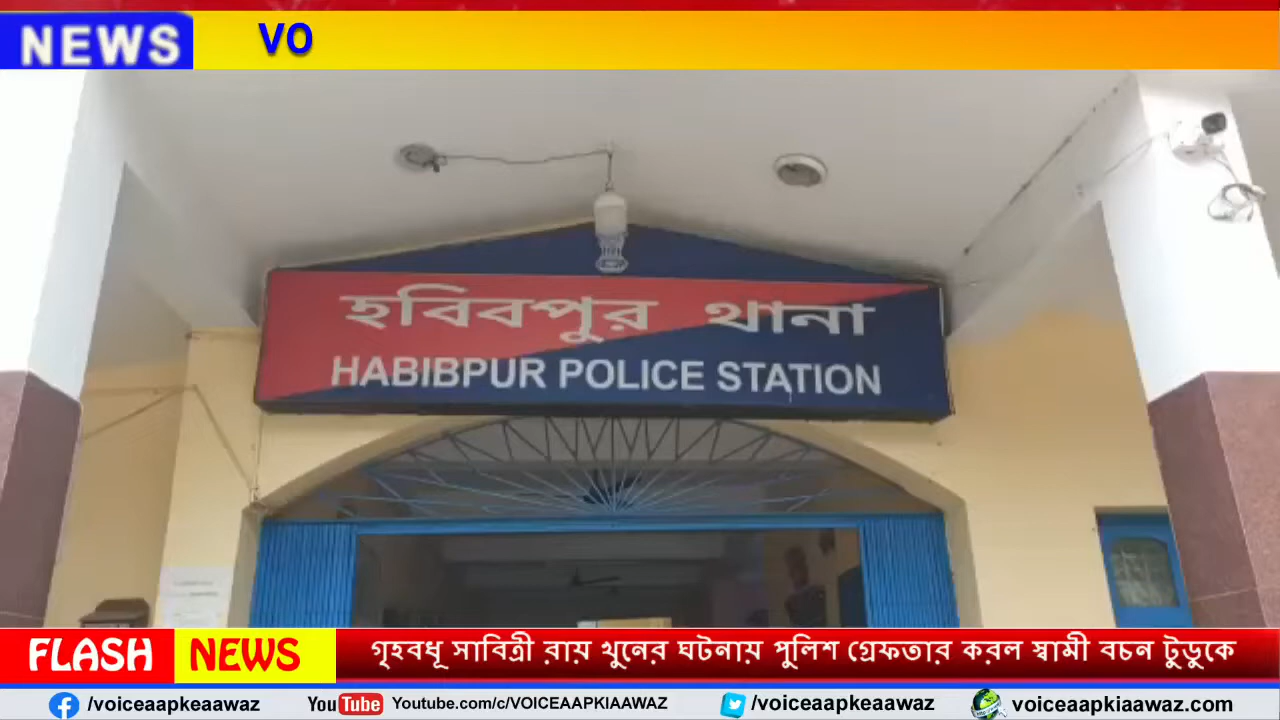 NEWS
VO
হবিবপুর থানা
HABIBPUR POLICE STATION
FLASH NEWS গৃহবধূ সাবিত্রী রায় খুনের ঘটনায় পুলিশ গ্রেফতার করল স্বামী বচন টুডুকে
/voiceaapkeaawaz YouTube Youtube.com/c/VOICEAAPKIAAWAZ /voiceaapkeaawaz voiceaapkiaawaz.com